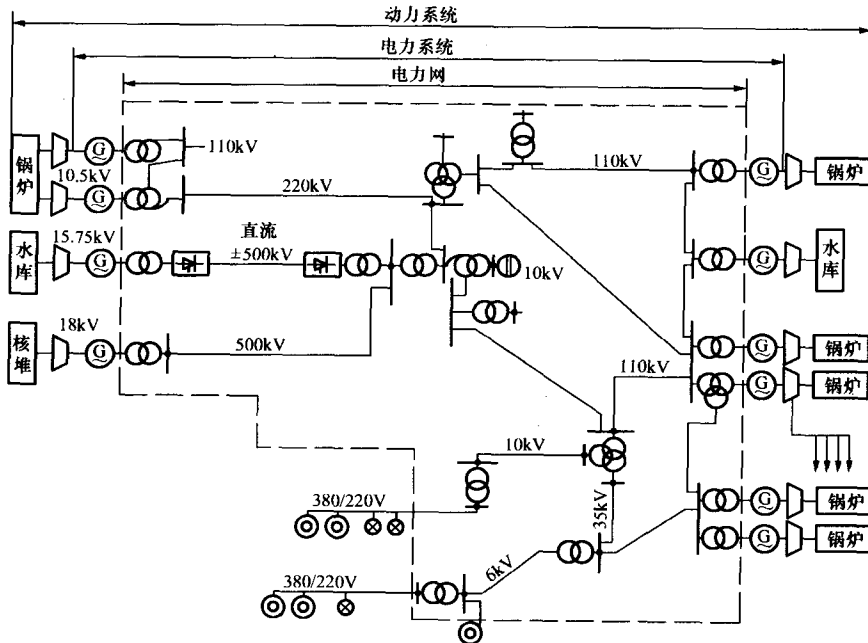 动力系统
电力系统
电力网
锅炉
G
110kV
10.5kV
G
220kV
110kV
G
锅炉
水库
15.75kV
G
直流
±500kV
10kV
G
水库
核堆
18kV
G
500kV
G
锅炉
110kV
G
锅炉
10kV
380/220V
35kV
G
锅炉
G
锅炉
6kV
380/220V